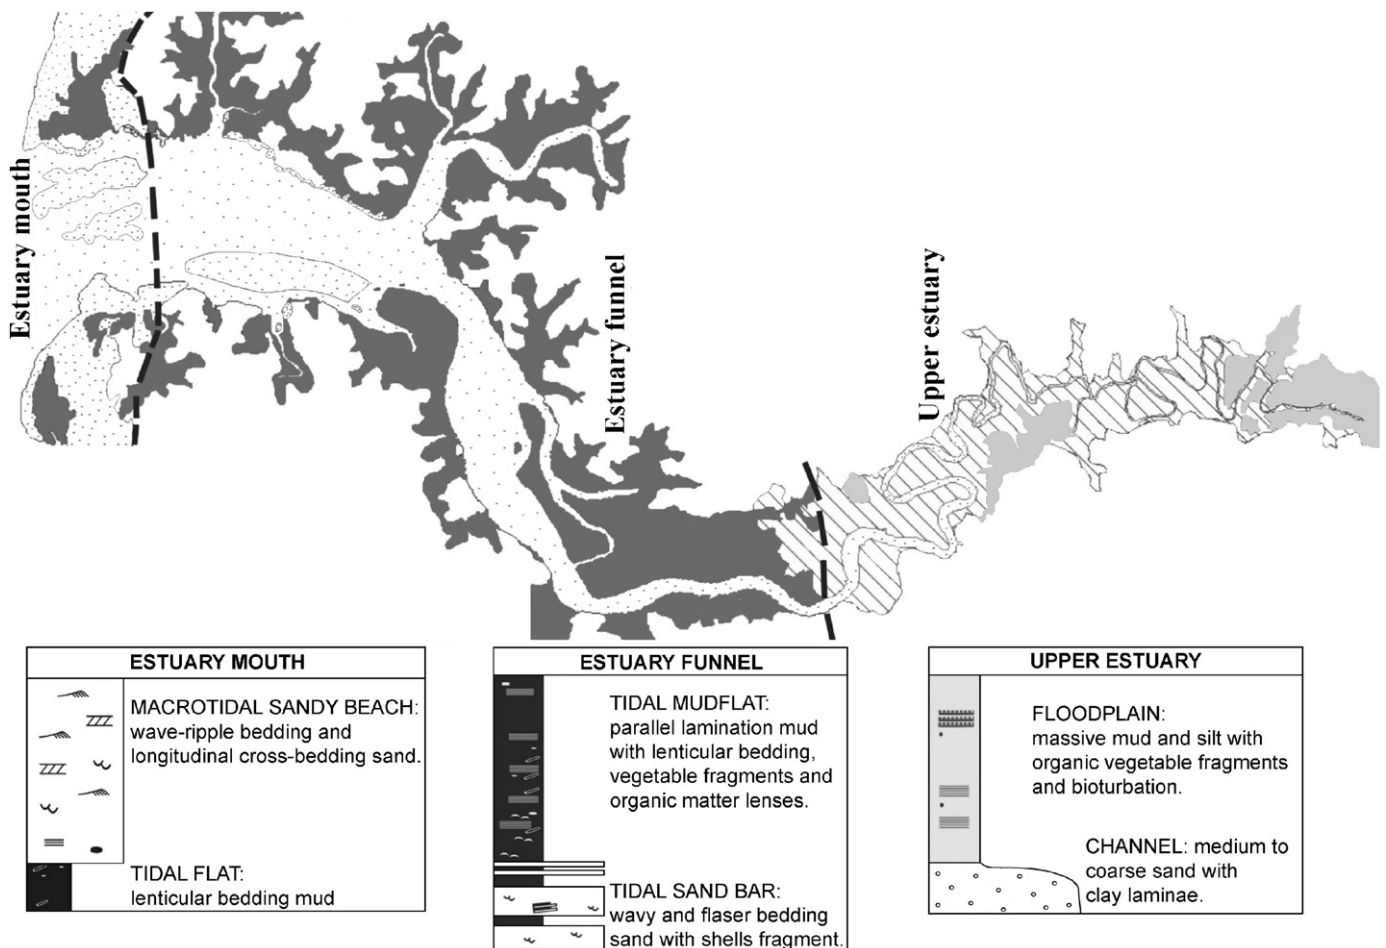 Estuary mouth
Estuary funnel
Upper estuary
ESTUARY MOUTH
MACROTIDAL SANDY BEACH:
wave-ripple bedding and
longitudinal cross-bedding sand.
TIDAL FLAT:
lenticular bedding mud
ESTUARY FUNNEL
TIDAL MUDFLAT:
parallel lamination mud
with lenticular bedding,
vegetable fragments and
organic matter lenses.
TIDAL SAND BAR:
wavy and flaser bedding
sand with shells fragment.
UPPER ESTUARY
FLOODPLAIN:
massive mud and silt with
organic vegetable fragments
and bioturbation.
CHANNEL: medium to
coarse sand with
clay laminae.